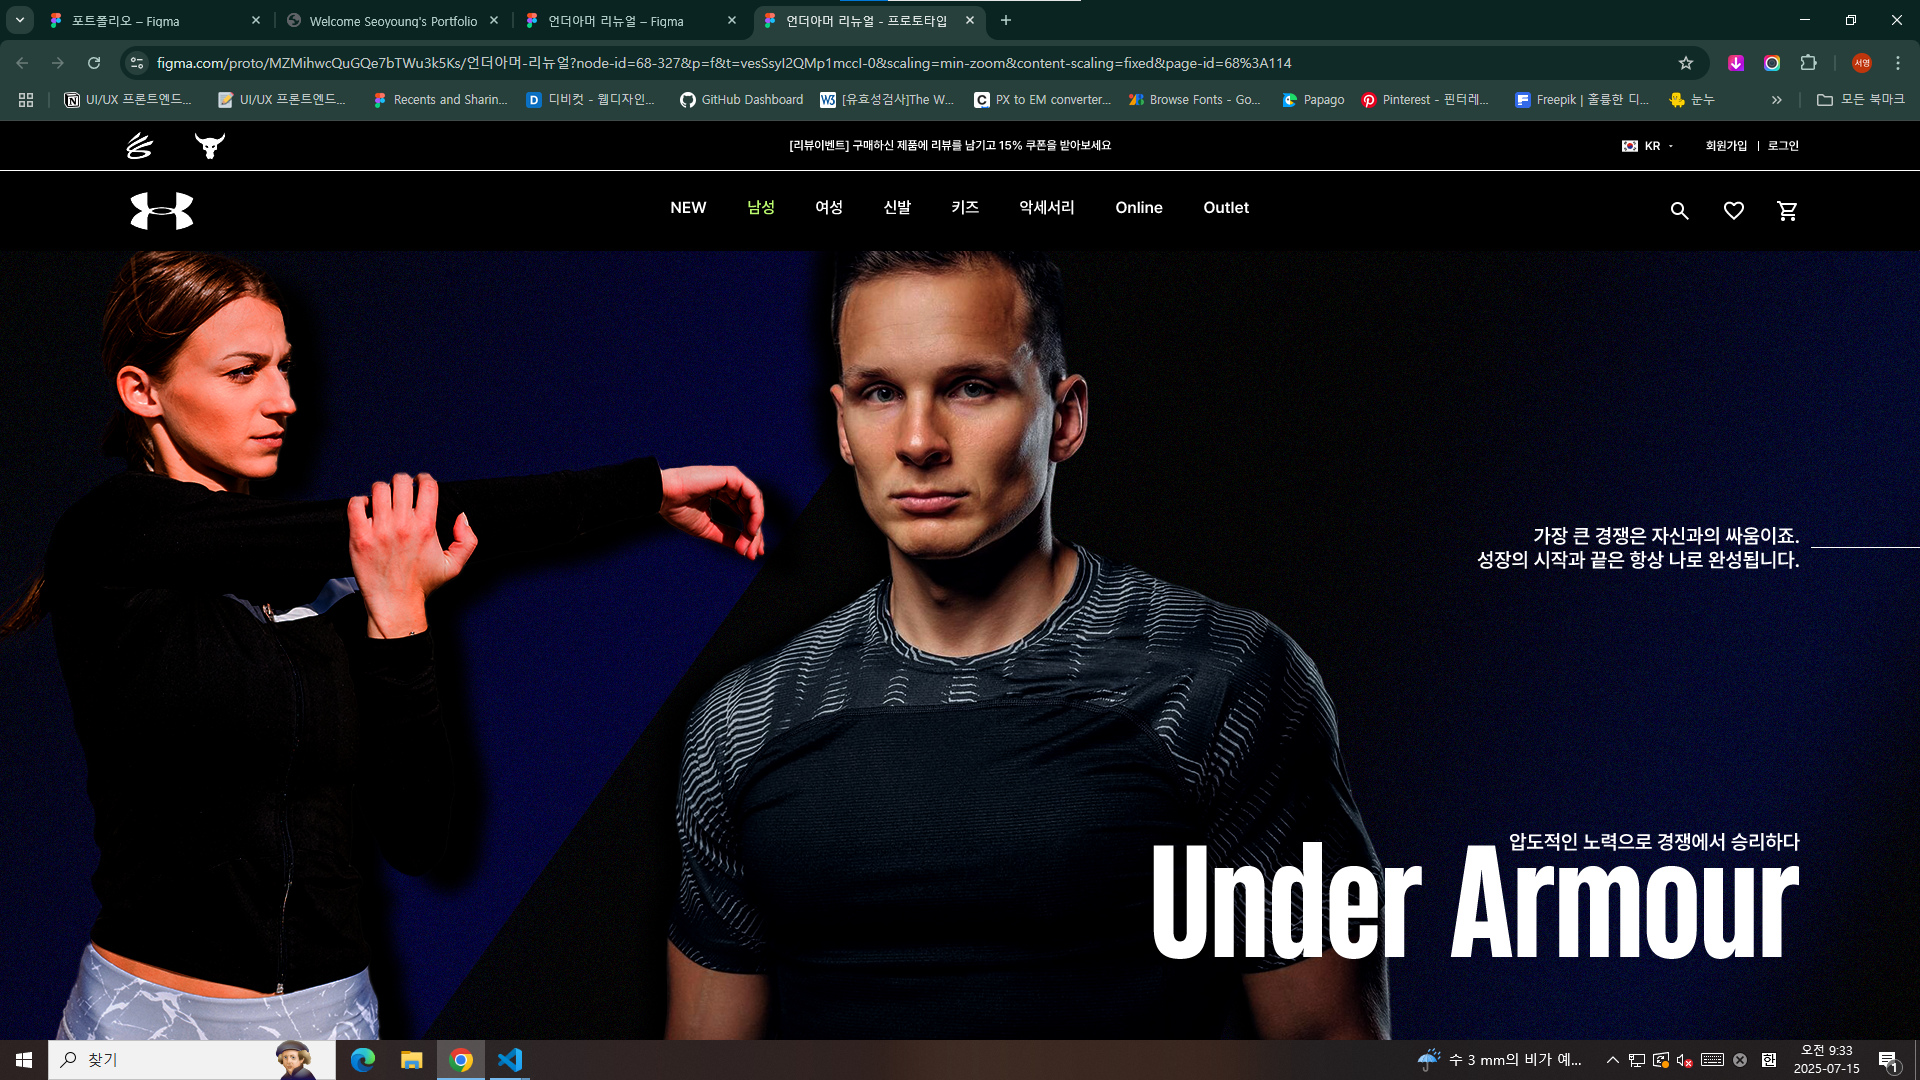 포트폴리오 – Figma
Welcome Seoyoung's Portfolio
언더아머 리뉴얼 – Figma
언더아머 리뉴얼 - 프로토타입
figma.com/proto/MZMihwcQuGQe7bTWu3k5Ks/언더아머-리뉴얼?node-id=68-327&p=f&t=vesSsyI2QMp1mccI-0&scaling=min-zoom&content-scaling=fixed&page-id=68%3A114
서영
UI/UX 프론트엔드...
UI/UX 프론트엔드...
Recents and Sharin...
디비컷 - 웹디자인...
GitHub Dashboard
[유효성검사]The W...
PX to EM converter...
Browse Fonts - Go...
Papago
Pinterest - 핀터레...
Freepik | 훌륭한 디...
눈누
모든 북마크
[리뷰이벤트] 구매하신 제품에 리뷰를 남기고 15% 쿠폰을 받아보세요
KR
회원가입 | 로그인
NEW 남성 여성 신발 키즈 악세서리 Online Outlet
가장 큰 경쟁은 자신과의 싸움이죠.
성장의 시작과 끝은 항상 나로 완성됩니다.
압도적인 노력으로 경쟁에서 승리하다
Under Armour
찾기
수 3 mm의 비가 예...
한
오전 9:33
2025-07-15
1